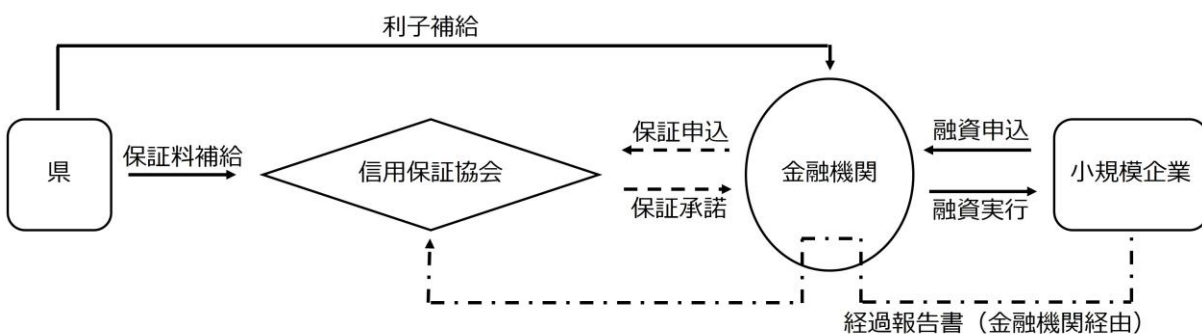 利子補給
県
保証料補給
信用保証協会
保証申込
保証承諾
金融機関
融資申込
融資実行
小規模企業
経過報告書（金融機関経由）